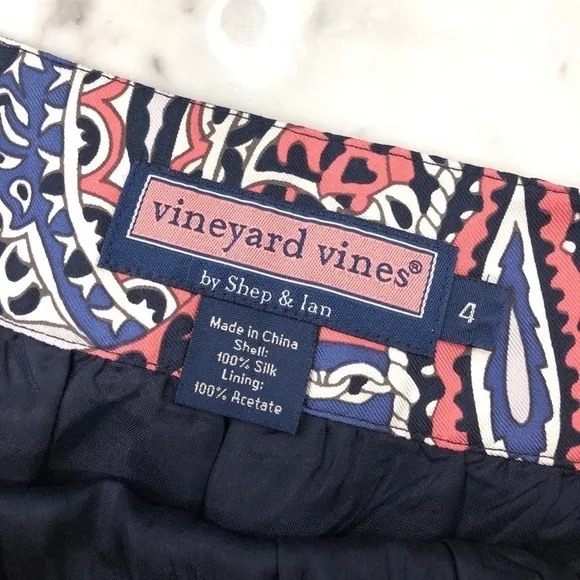 vineyard vines®
by Shep & Ian
4
Made in China
Shell:
100% Silk
Lining:
100% Acetate